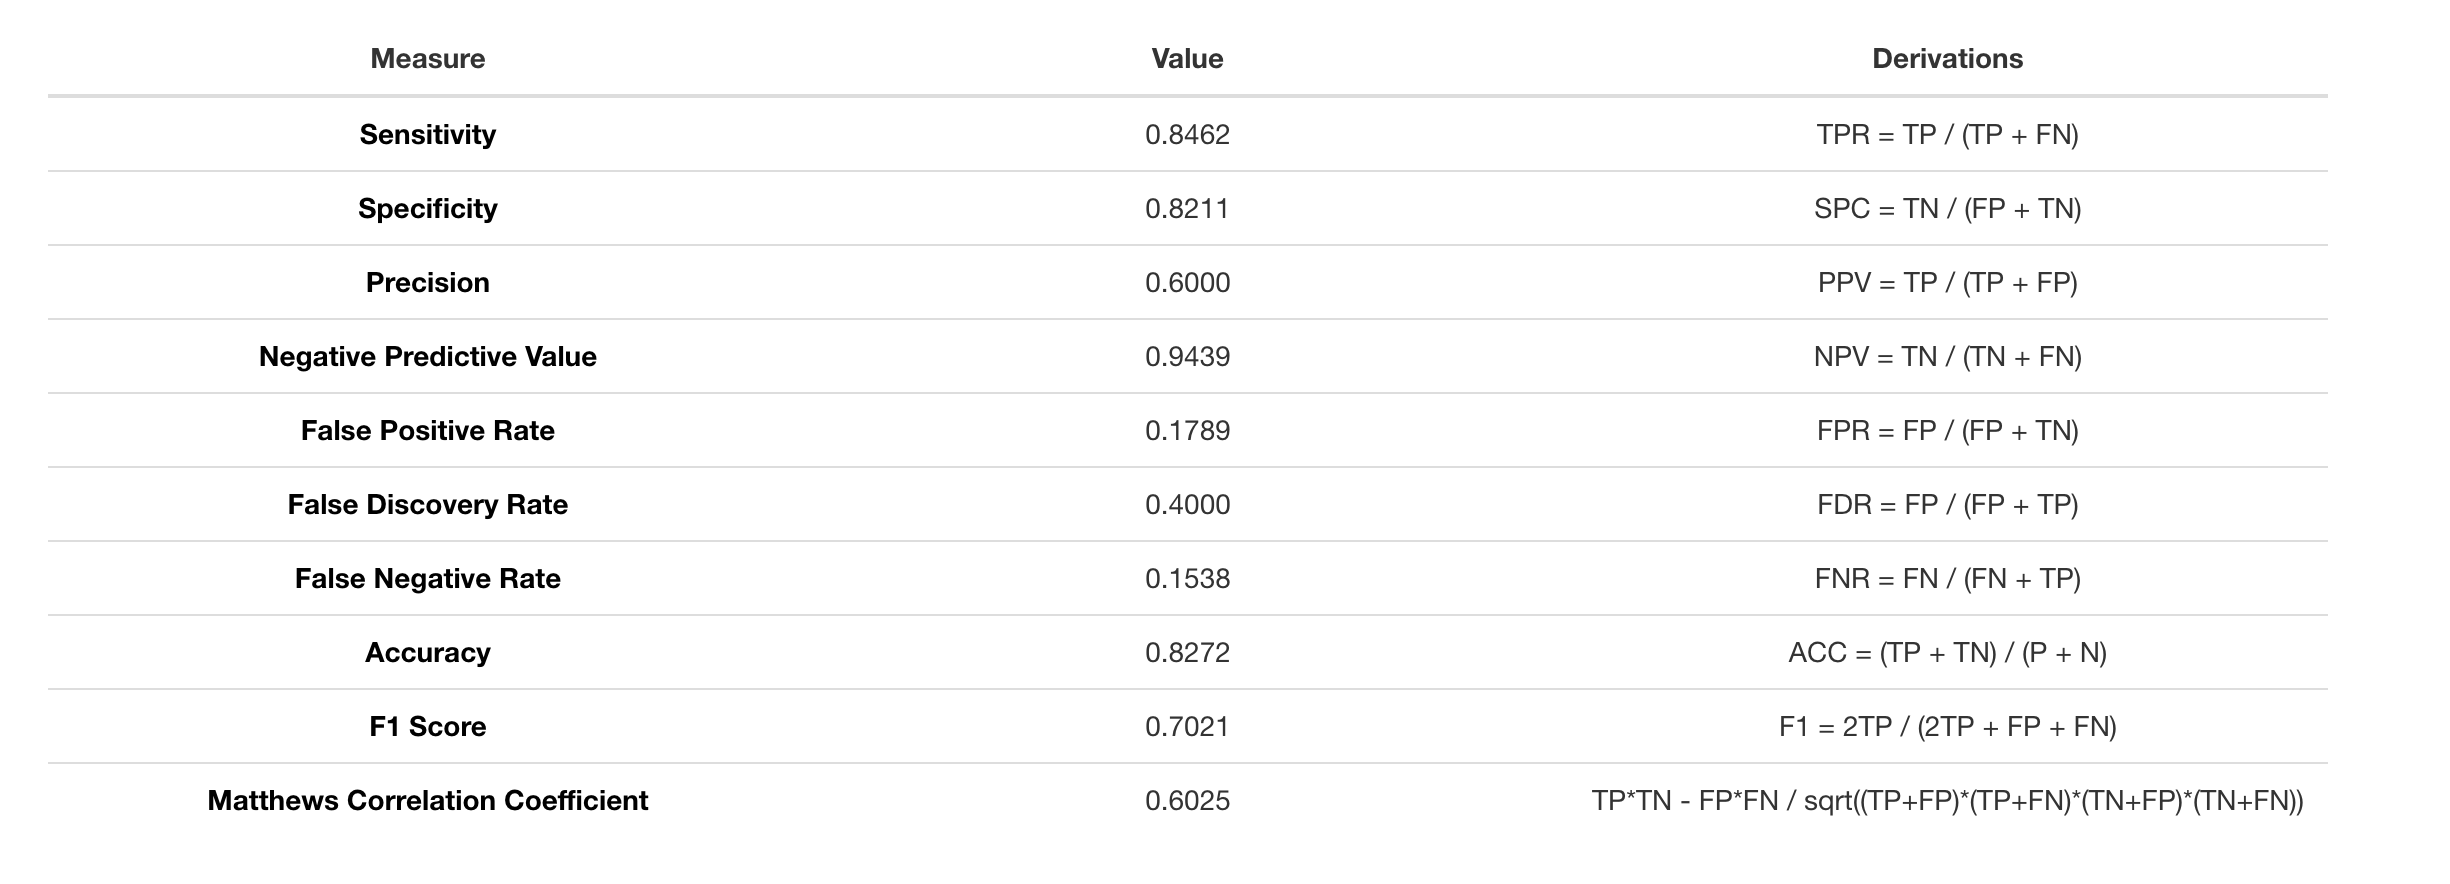 Measure Value Derivations
Sensitivity 0.8462 TPR = TP / (TP + FN)
Specificity 0.8211 SPC = TN / (FP + TN)
Precision 0.6000 PPV = TP / (TP + FP)
Negative Predictive Value 0.9439 NPV = TN / (TN + FN)
False Positive Rate 0.1789 FPR = FP / (FP + TN)
False Discovery Rate 0.4000 FDR = FP / (FP + TP)
False Negative Rate 0.1538 FNR = FN / (FN + TP)
Accuracy 0.8272 ACC = (TP + TN) / (P + N)
F1 Score 0.7021 F1 = 2TP / (2TP + FP + FN)
Matthews Correlation Coefficient 0.6025 TP*TN - FP*FN / sqrt((TP+FP)*(TP+FN)*(TN+FP)*(TN+FN))